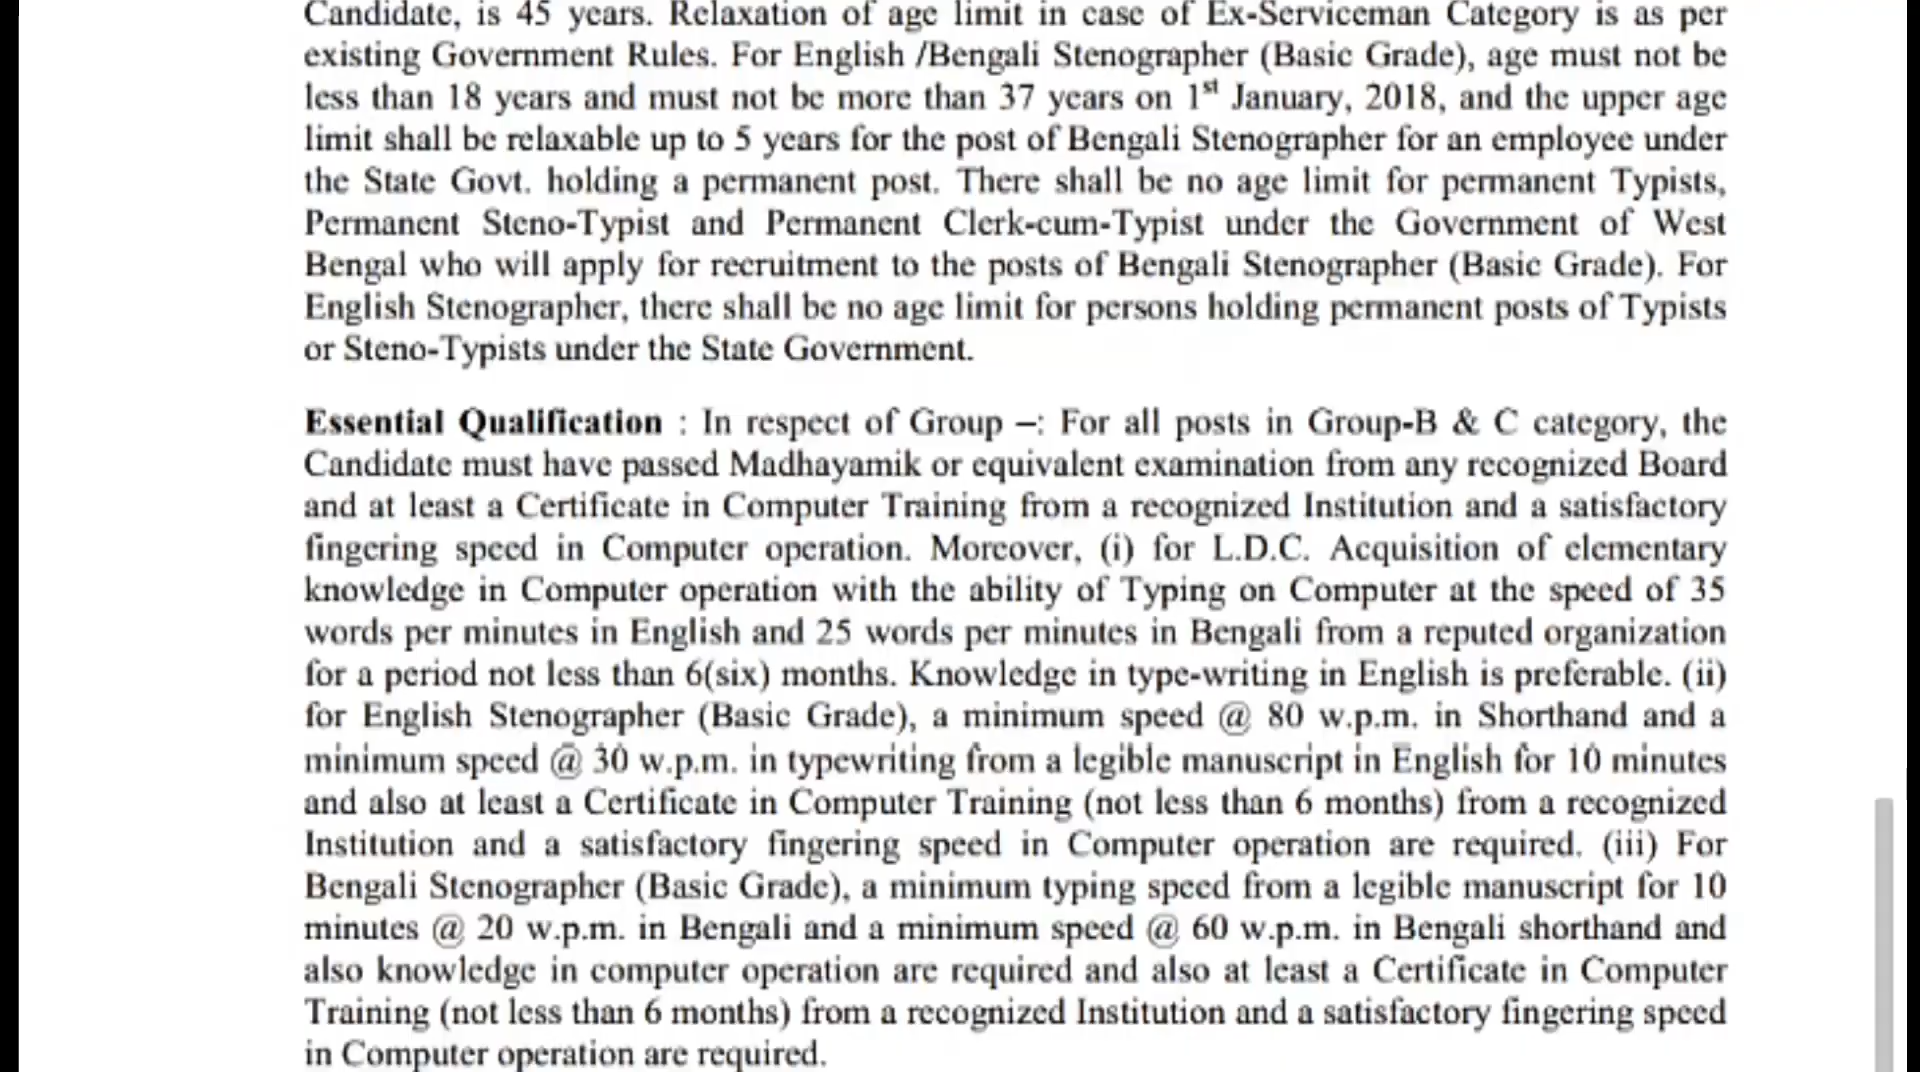 Candidate, is 45 years. Relaxation of age limit in case of Ex-Serviceman Category is as per
existing Government Rules. For English /Bengali Stenographer (Basic Grade), age must not be
less than 18 years and must not be more than 37 years on 1st January, 2018, and the upper age
limit shall be relaxable up to 5 years for the post of Bengali Stenographer for an employee under
the State Govt. holding a permanent post. There shall be no age limit for permanent Typists,
Permanent Steno-Typist and Permanent Clerk-cum-Typist under the Government of West
Bengal who will apply for recruitment to the posts of Bengali Stenographer (Basic Grade). For
English Stenographer, there shall be no age limit for persons holding permanent posts of Typists
or Steno-Typists under the State Government.
Essential Qualification : In respect of Group –: For all posts in Group-B & C category, the
Candidate must have passed Madhayamik or equivalent examination from any recognized Board
and at least a Certificate in Computer Training from a recognized Institution and a satisfactory
fingering speed in Computer operation. Moreover, (i) for L.D.C. Acquisition of elementary
knowledge in Computer operation with the ability of Typing on Computer at the speed of 35
words per minutes in English and 25 words per minutes in Bengali from a reputed organization
for a period not less than 6(six) months. Knowledge in type-writing in English is preferable. (ii)
for English Stenographer (Basic Grade), a minimum speed @ 80 w.p.m. in Shorthand and a
minimum speed @ 30 w.p.m. in typewriting from a legible manuscript in English for 10 minutes
and also at least a Certificate in Computer Training (not less than 6 months) from a recognized
Institution and a satisfactory fingering speed in Computer operation are required. (iii) For
Bengali Stenographer (Basic Grade), a minimum typing speed from a legible manuscript for 10
minutes @ 20 w.p.m. in Bengali and a minimum speed @ 60 w.p.m. in Bengali shorthand and
also knowledge in computer operation are required and also at least a Certificate in Computer
Training (not less than 6 months) from a recognized Institution and a satisfactory fingering speed
in Computer operation are required.